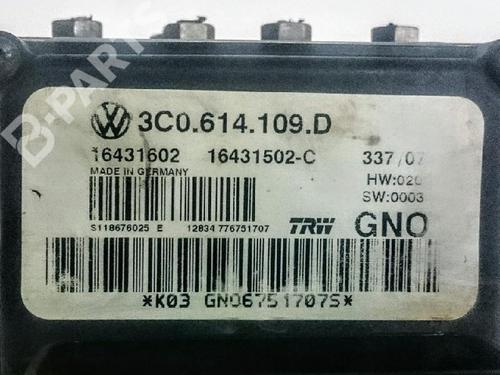 B-PARTS
3C0.614.109.D
16431602 16431502-C 337/07
MADE IN GERMANY
HW:020
SW:0003
S118676025 E 12834 776751707 TRW GNO
*K03 GNO6751707S*